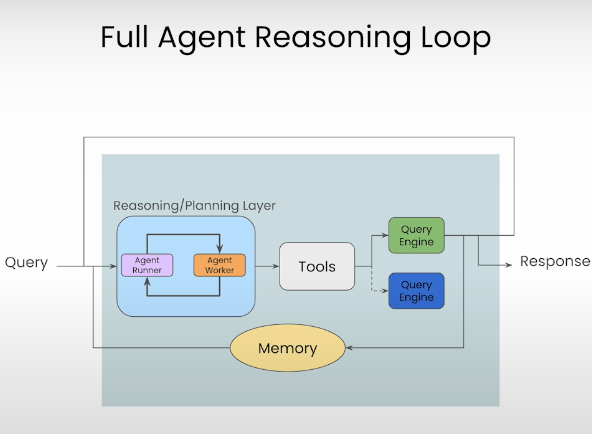 Full Agent Reasoning Loop
Reasoning/Planning Layer
Query
Agent
Runner
Agent
Worker
Tools
Query
Engine
Query
Engine
Response
Memory